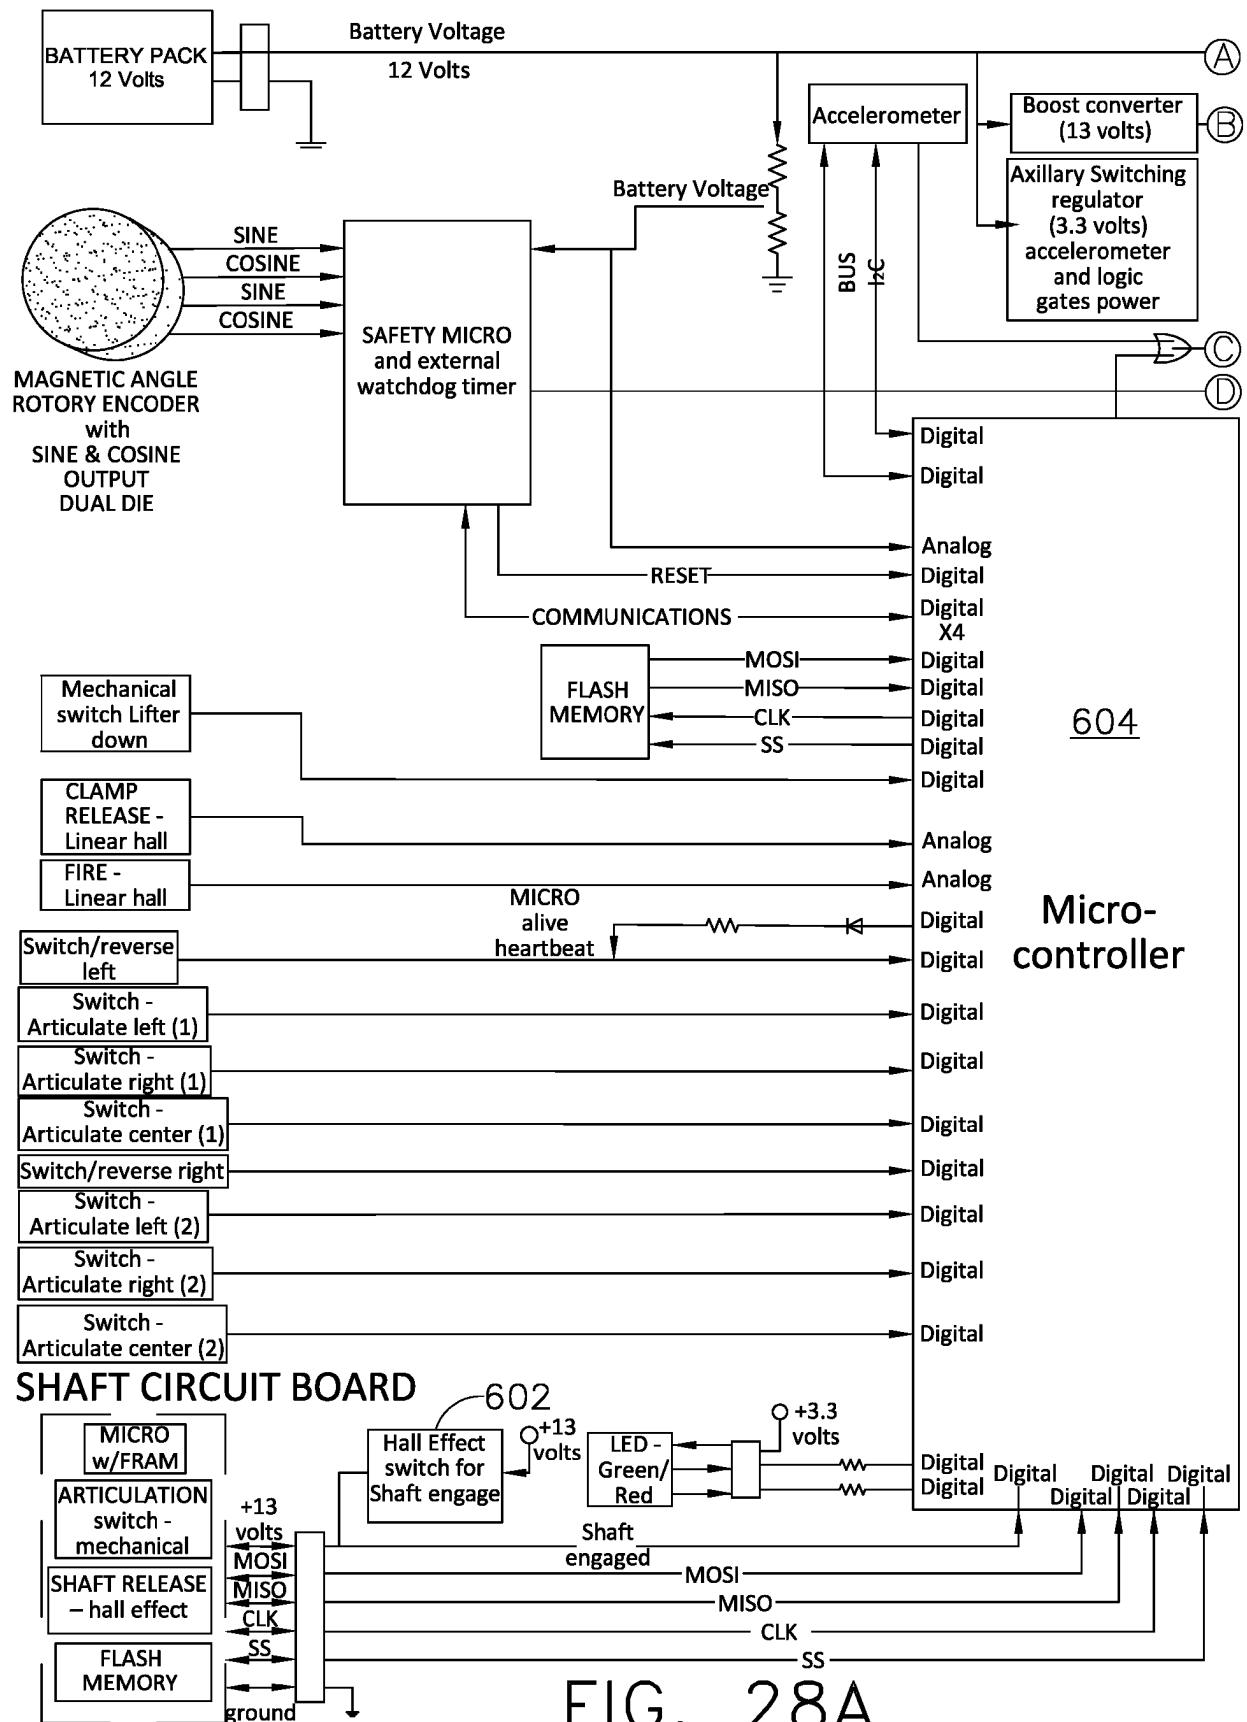 BATTERY PACK
12 Volts
Battery Voltage
12 Volts
A
Accelerometer
Boost converter
(13 volts)
B
Axillary Switching
regulator
(3.3 volts)
accelerometer
and logic
gates power
Battery Voltage
BUS
I2C
SINE
COSINE
SINE
COSINE
MAGNETIC ANGLE
ROTORY ENCODER
with
SINE & COSINE
OUTPUT
DUAL DIE
SAFETY MICRO
and external
watchdog timer
C
D
Digital
Digital
Analog
RESET
Digital
COMMUNICATIONS
Digital
X4
FLASH
MEMORY
MOSI
Digital
MISO
Digital
CLK
Digital
SS
Digital
604
Mechanical
switch Lifter
down
Digital
CLAMP
RELEASE -
Linear hall
Analog
FIRE -
Linear hall
Analog
MICRO
alive
heartbeat
Digital
Micro-
controller
Switch/reverse
left
Digital
Switch -
Articulate left (1)
Digital
Switch -
Articulate right (1)
Digital
Switch -
Articulate center (1)
Digital
Switch/reverse right
Digital
Switch -
Articulate left (2)
Digital
Switch -
Articulate right (2)
Digital
Switch -
Articulate center (2)
Digital
SHAFT CIRCUIT BOARD
602
MICRO
w/FRAM
ARTICULATION
switch -
mechanical
SHAFT RELEASE
– hall effect
FLASH
MEMORY
Hall Effect
switch for
Shaft engage
+13
volts
LED -
Green/
Red
+3.3
volts
Digital
Digital
Digital
Digital
Digital
Digital
Digital
+13
volts
MOSI
MISO
CLK
SS
ground
Shaft
engaged
MOSI
MISO
CLK
SS
FIG. 28A